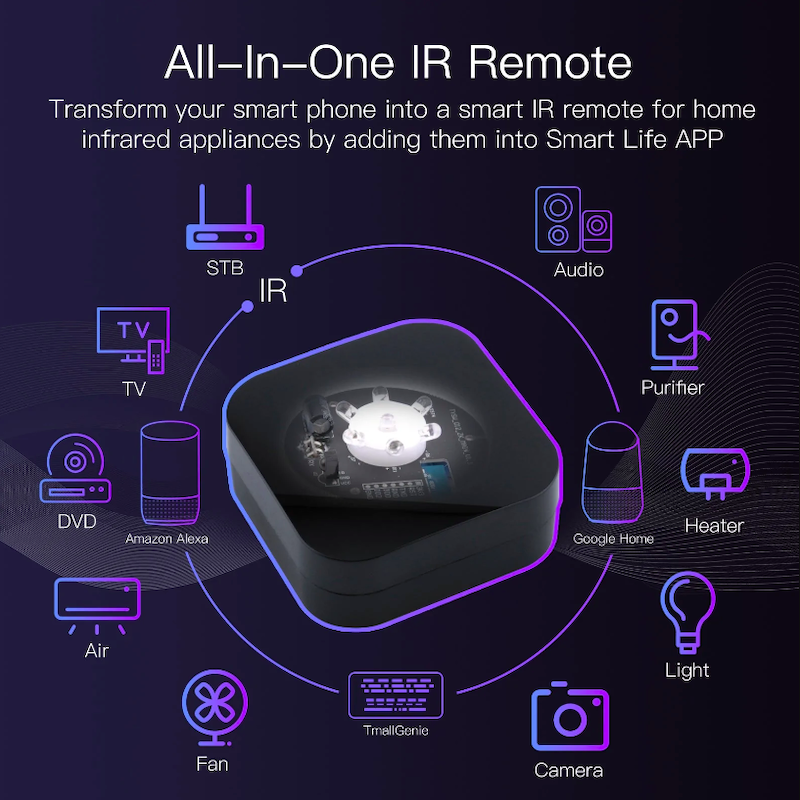 All-In-One IR Remote
Transform your smart phone into a smart IR remote for home
infrared appliances by adding them into Smart Life APP
STB
Audio
IR
TV
TV
Purifier
DVD
Amazon Alexa
Google Home
Heater
Air
Light
TmallGenie
Fan
Camera